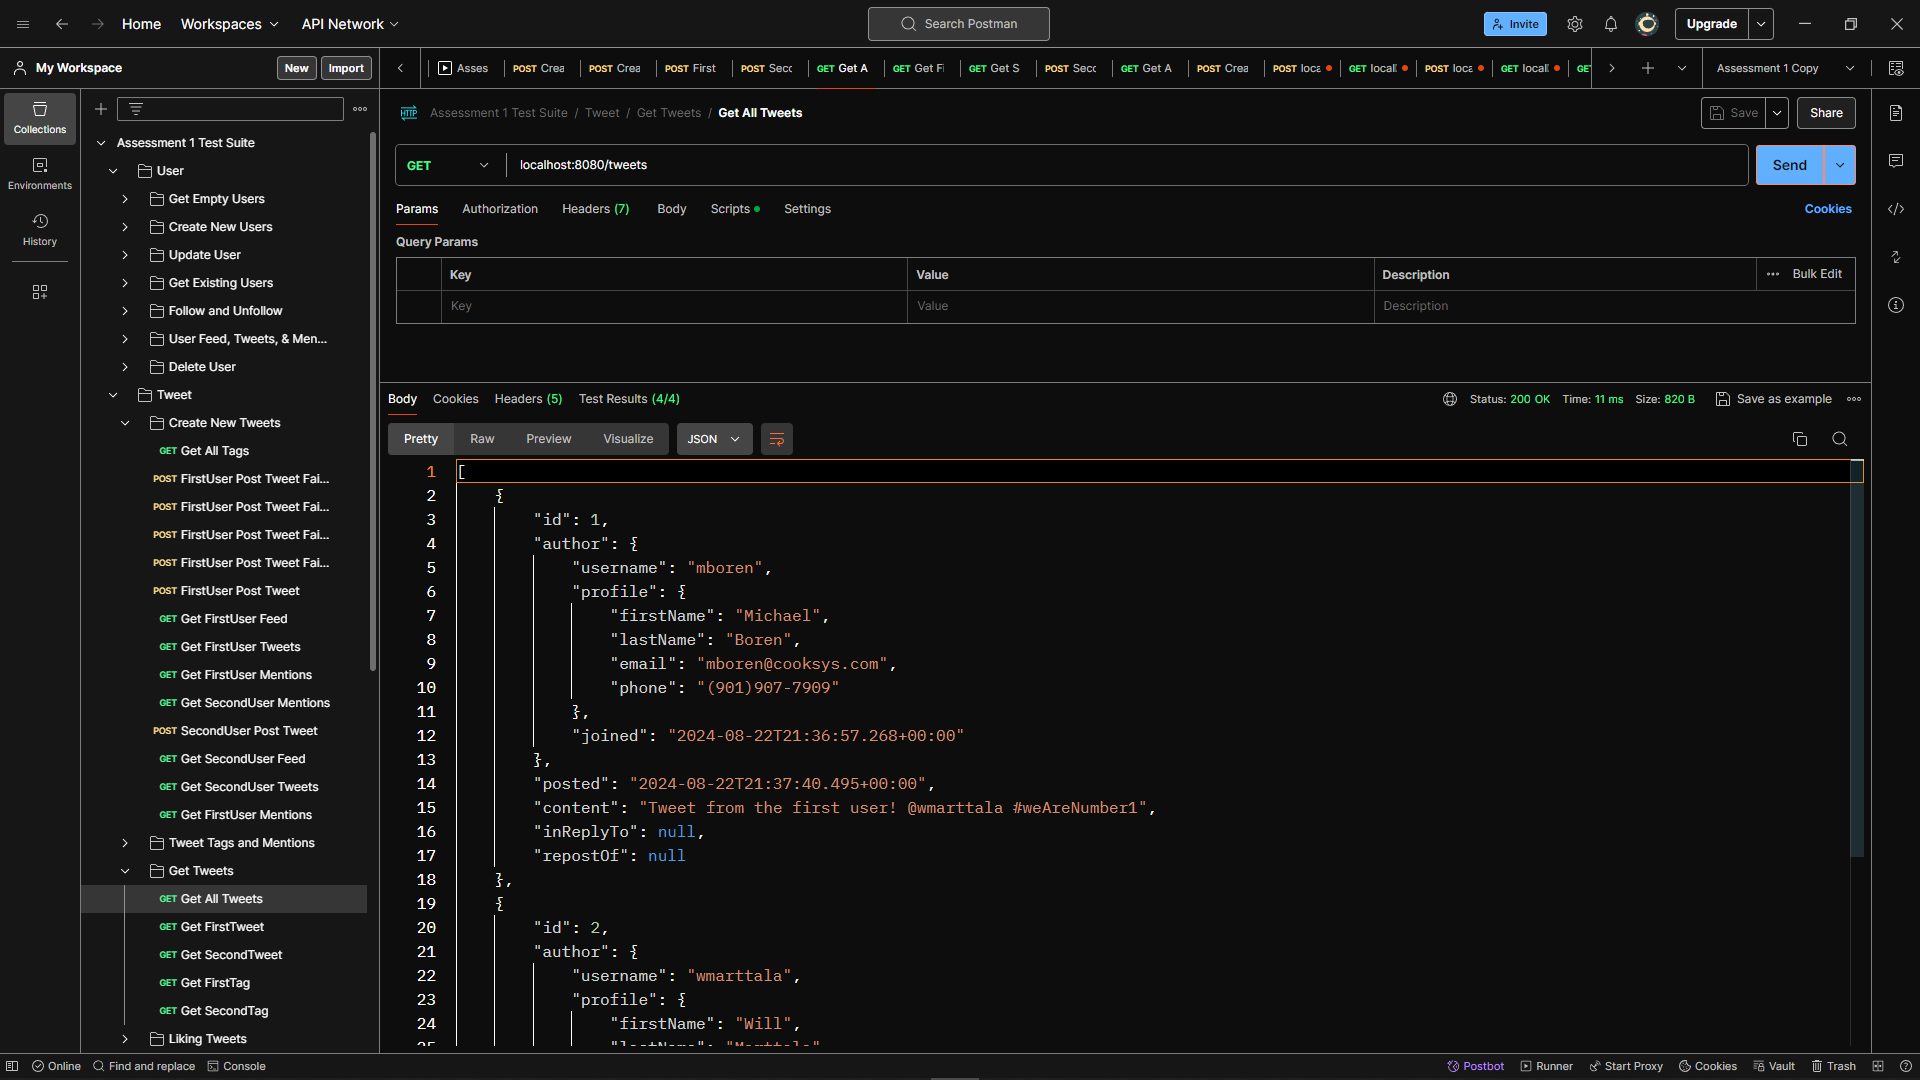 Home Workspaces API Network Search Postman Invite Upgrade
My Workspace New Import
Asses POST Crea POST Crea POST First POST Secc GET Get A GET Get Fi GET Get S POST Secc GET Get A POST Crea POST loca GET locall POST loca GET locall GET Assessment 1 Copy
Collections
Environments
History
Assessment 1 Test Suite
User
Get Empty Users
Create New Users
Update User
Get Existing Users
Follow and Unfollow
User Feed, Tweets, & Men...
Delete User
Tweet
Create New Tweets
GET Get All Tags
POST FirstUser Post Tweet Fai...
POST FirstUser Post Tweet Fai...
POST FirstUser Post Tweet Fai...
POST FirstUser Post Tweet Fai...
POST FirstUser Post Tweet
GET Get FirstUser Feed
GET Get FirstUser Tweets
GET Get FirstUser Mentions
GET Get SecondUser Mentions
POST SecondUser Post Tweet
GET Get SecondUser Feed
GET Get SecondUser Tweets
GET Get FirstUser Mentions
Tweet Tags and Mentions
Get Tweets
GET Get All Tweets
GET Get FirstTweet
GET Get SecondTweet
GET Get FirstTag
GET Get SecondTag
Liking Tweets
HTTP Assessment 1 Test Suite / Tweet / Get Tweets / Get All Tweets Save Share
GET localhost:8080/tweets Send
Params Authorization Headers (7) Body Scripts Settings Cookies
Query Params
Key Value Description Bulk Edit
Key Value Description
Body Cookies Headers (5) Test Results (4/4) Status: 200 OK Time: 11 ms Size: 820 B Save as example
Pretty Raw Preview Visualize JSON
1 [
2 {
3 "id": 1,
4 "author": {
5 "username": "mboren",
6 "profile": {
7 "firstName": "Michael",
8 "lastName": "Boren",
9 "email": "mboren@cooksys.com",
10 "phone": "(901)907-7909"
11 },
12 "joined": "2024-08-22T21:36:57.268+00:00"
13 },
14 "posted": "2024-08-22T21:37:40.495+00:00",
15 "content": "Tweet from the first user! @wmarttala #weAreNumber1",
16 "inReplyTo": null,
17 "repostOf": null
18 },
19 {
20 "id": 2,
21 "author": {
22 "username": "wmarttala",
23 "profile": {
24 "firstName": "Will",
25 "lastName": "Marttala"
Online Find and replace Console Postbot Runner Start Proxy Cookies Vault Trash